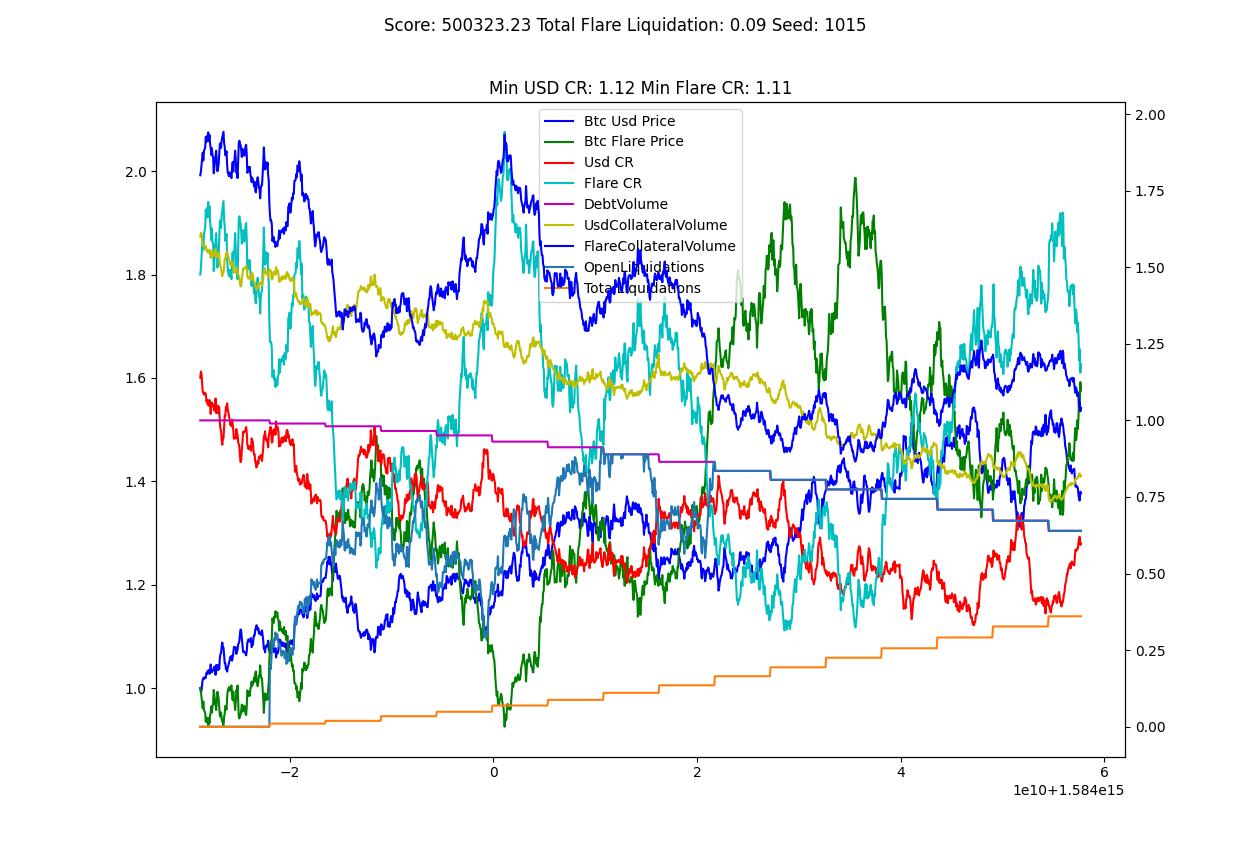 Score: 500323.23 Total Flare Liquidation: 0.09 Seed: 1015
Min USD CR: 1.12 Min Flare CR: 1.11
Btc Usd Price
Btc Flare Price
Usd CR
Flare CR
DebtVolume
UsdCollateralVolume
FlareCollateralVolume
OpenLiquidations
TotalLiquidations
2.0
1.8
1.6
1.4
1.2
1.0
2.00
1.75
1.50
1.25
1.00
0.75
0.50
0.25
0.00
−2 0 2 4 6
1e10+1.584e15